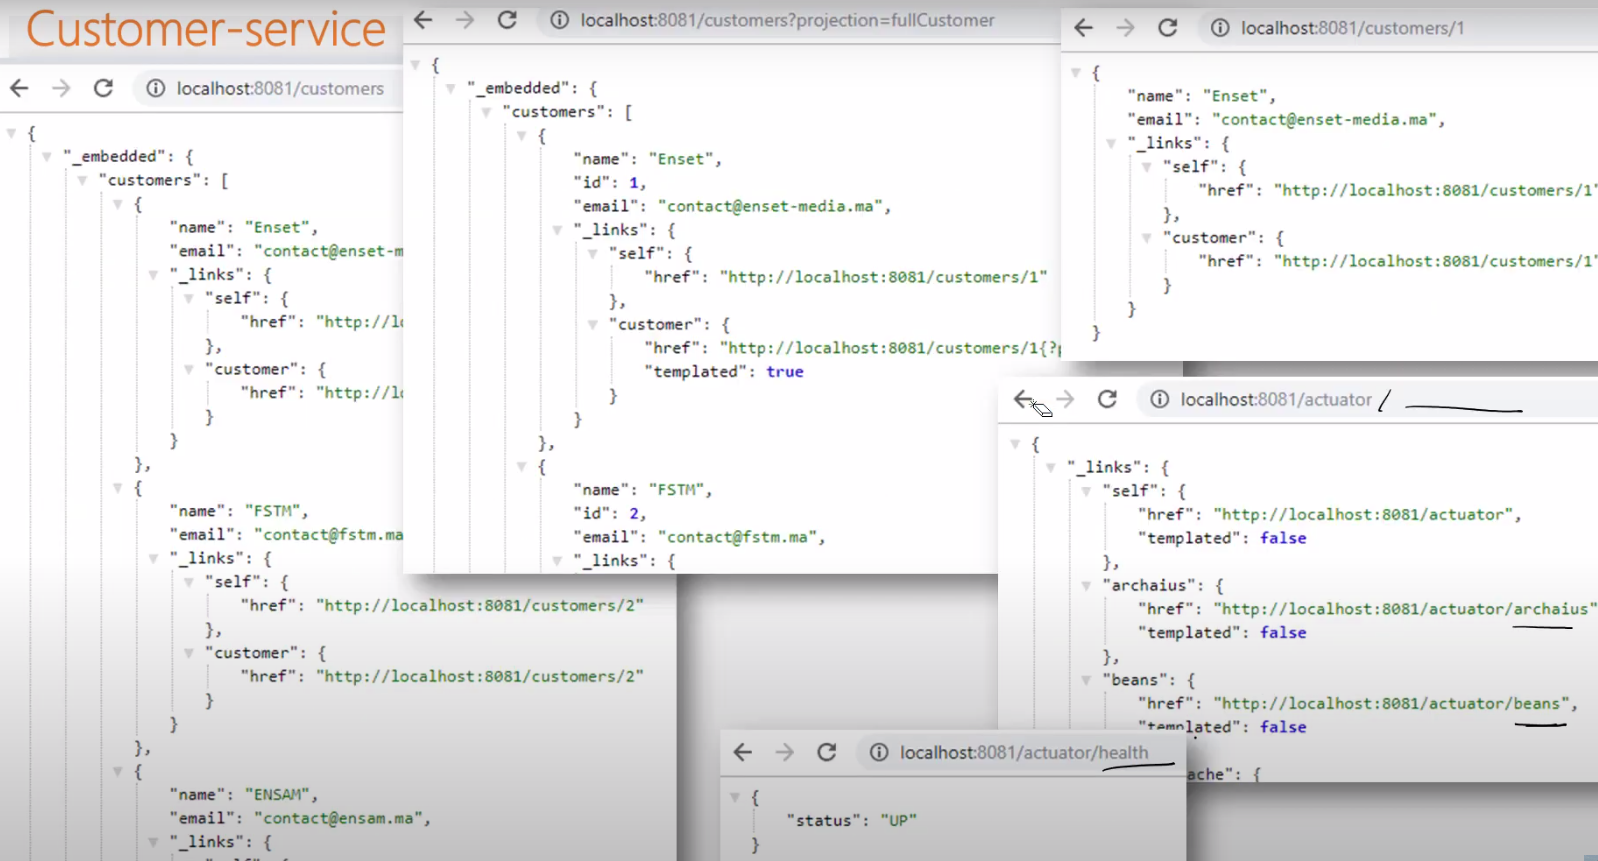 Customer-service
localhost:8081/customers
{
"_embedded": {
"customers": [
{
"name": "Enset",
"email": "contact@enset-m
"_links": {
"self": {
"href": "http://lo
},
"customer": {
"href": "http://lo
}
}
},
{
"name": "FSTM",
"email": "contact@fstm.ma
"_links": {
"self": {
"href": "http://localhost:8081/customers/2"
},
"customer": {
"href": "http://localhost:8081/customers/2"
}
}
},
{
"name": "ENSAM",
"email": "contact@ensam.ma",
"_links": {
localhost:8081/customers?projection=fullCustomer
{
"_embedded": {
"customers": [
{
"name": "Enset",
"id": 1,
"email": "contact@enset-media.ma",
"_links": {
"self": {
"href": "http://localhost:8081/customers/1"
},
"customer": {
"href": "http://localhost:8081/customers/1{?p
"templated": true
}
}
},
{
"name": "FSTM",
"id": 2,
"email": "contact@fstm.ma",
"_links": {
localhost:8081/customers/1
{
"name": "Enset",
"email": "contact@enset-media.ma",
"_links": {
"self": {
"href": "http://localhost:8081/customers/1"
},
"customer": {
"href": "http://localhost:8081/customers/1"
}
}
}
localhost:8081/actuator /
{
"_links": {
"self": {
"href": "http://localhost:8081/actuator",
"templated": false
},
"archaius": {
"href": "http://localhost:8081/actuator/archaius"
"templated": false
},
"beans": {
"href": "http://localhost:8081/actuator/beans",
"templated": false
ache": {
localhost:8081/actuator/health
{
"status": "UP"
}